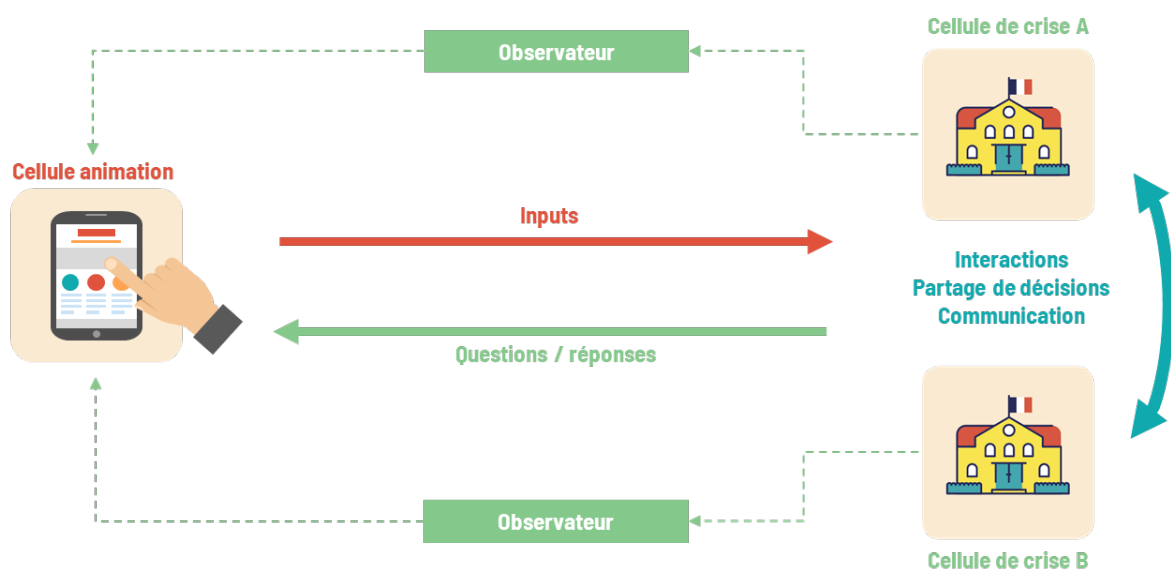 Cellule de crise A
Observateur
Cellule animation
Inputs
Interactions
Partage de décisions
Communication
Questions / réponses
Observateur
Cellule de crise B